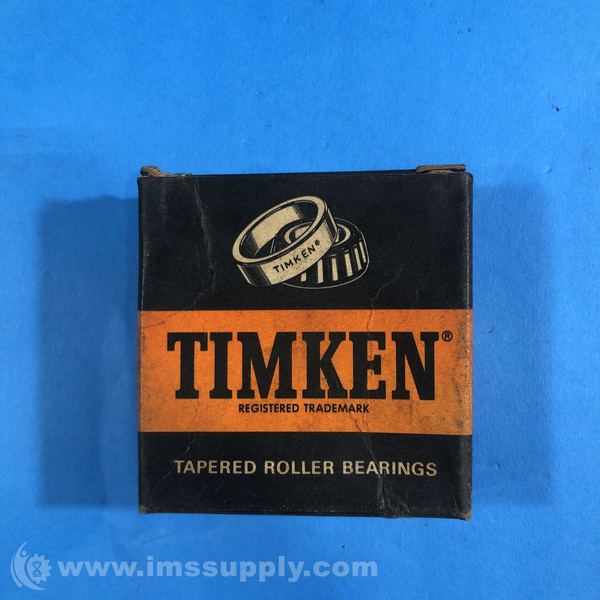 TIMKEN®
TIMKEN®
REGISTERED TRADEMARK
TAPERED ROLLER BEARINGS
www.imssupply.com